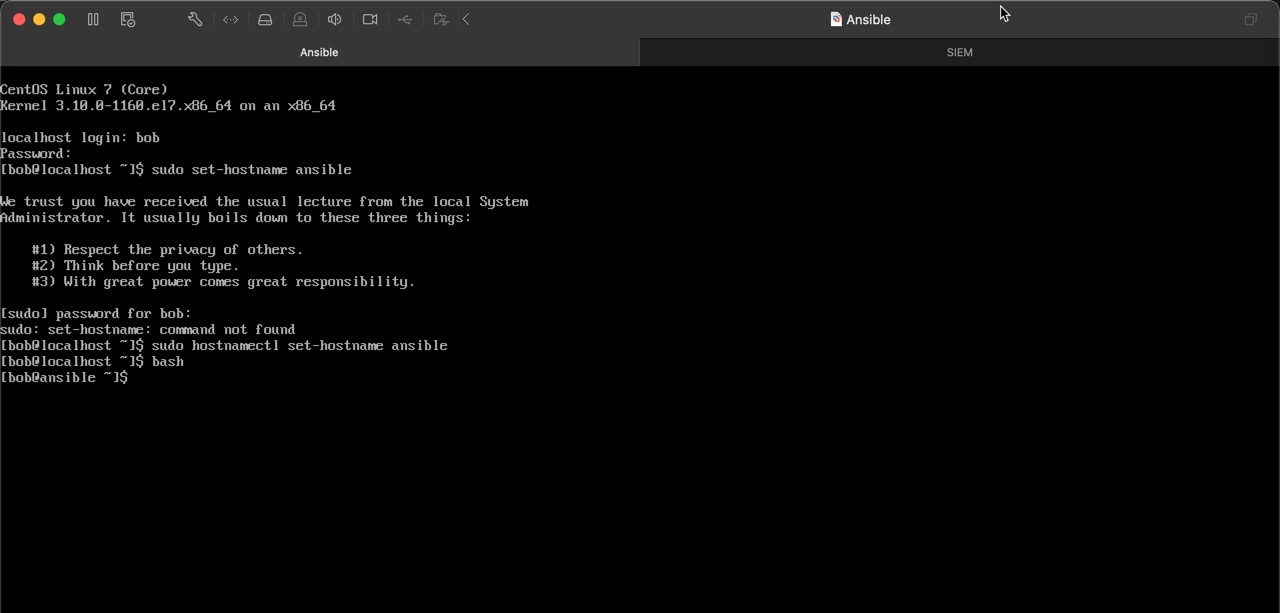 Ansible
Ansible
SIEM
CentOS Linux 7 (Core)
Kernel 3.10.0-1160.el7.x86_64 on an x86_64
localhost login: bob
Password:
[bob@localhost ~]$ sudo set-hostname ansible
We trust you have received the usual lecture from the local System
Administrator. It usually boils down to these three things:
#1) Respect the privacy of others.
#2) Think before you type.
#3) With great power comes great responsibility.
[sudo] password for bob:
sudo: set-hostname: command not found
[bob@localhost ~]$ sudo hostnamectl set-hostname ansible
[bob@localhost ~]$ bash
[bob@ansible ~]$